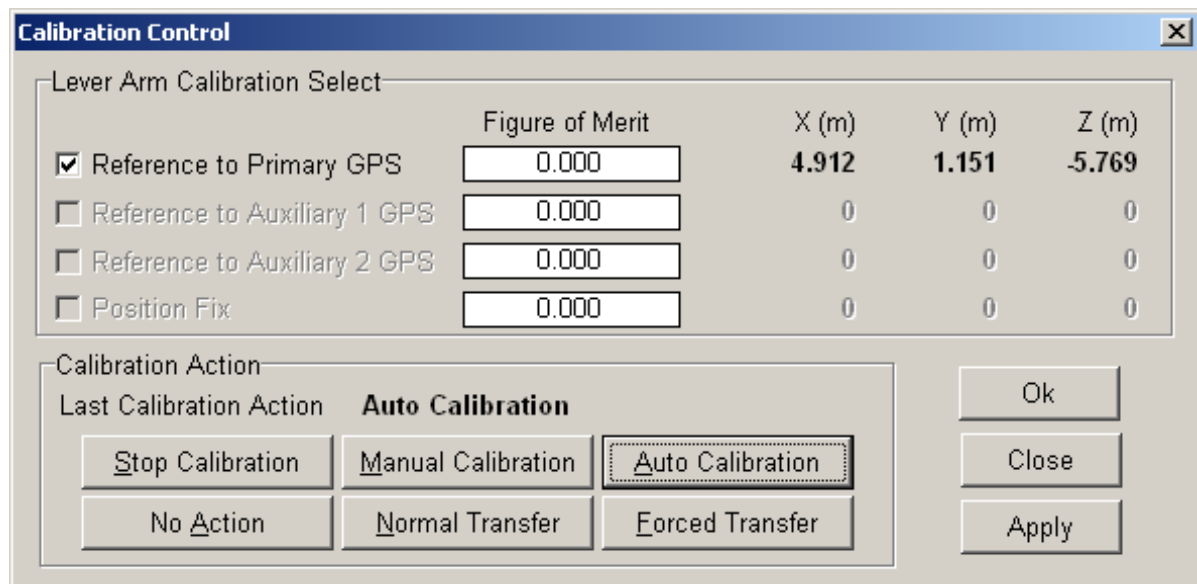 Calibration Control
Lever Arm Calibration Select
Figure of Merit X (m) Y (m) Z (m)
Reference to Primary GPS 0.000 4.912 1.151 -5.769
Reference to Auxiliary 1 GPS 0.000 0 0 0
Reference to Auxiliary 2 GPS 0.000 0 0 0
Position Fix 0.000 0 0 0
Calibration Action
Last Calibration Action Auto Calibration
Stop Calibration Manual Calibration Auto Calibration
No Action Normal Transfer Forced Transfer
Ok
Close
Apply